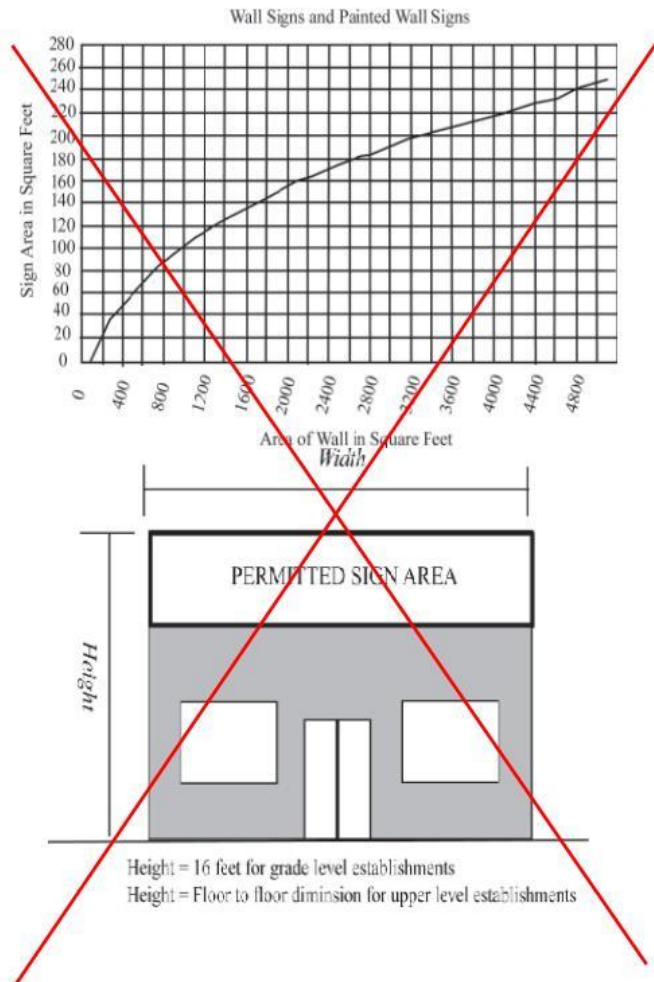 Wall Signs and Painted Wall Signs
Sign Area in Square Feet
280
260
240
220
200
180
160
140
120
100
80
60
40
20
0
0 400 800 1200 1600 2000 2400 2800 3200 3600 4000 4400 4800
Area of Wall in Square Feet
Width
PERMITTED SIGN AREA
Height
Height = 16 feet for grade level establishments
Height = Floor to floor diminsion for upper level establishments